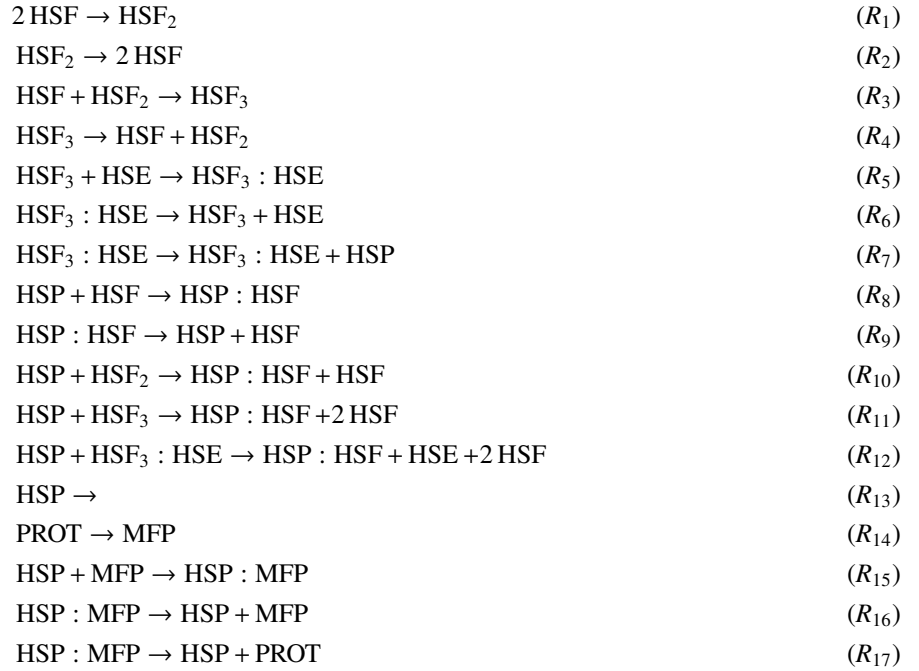 2 HSF → HSF₂ (R₁)
HSF₂ → 2 HSF (R₂)
HSF + HSF₂ → HSF₃ (R₃)
HSF₃ → HSF + HSF₂ (R₄)
HSF₃ + HSE → HSF₃ : HSE (R₅)
HSF₃ : HSE → HSF₃ + HSE (R₆)
HSF₃ : HSE → HSF₃ : HSE + HSP (R₇)
HSP + HSF → HSP : HSF (R₈)
HSP : HSF → HSP + HSF (R₉)
HSP + HSF₂ → HSP : HSF + HSF (R₁₀)
HSP + HSF₃ → HSP : HSF +2 HSF (R₁₁)
HSP + HSF₃ : HSE → HSP : HSF + HSE +2 HSF (R₁₂)
HSP → (R₁₃)
PROT → MFP (R₁₄)
HSP + MFP → HSP : MFP (R₁₅)
HSP : MFP → HSP + MFP (R₁₆)
HSP : MFP → HSP + PROT (R₁₇)